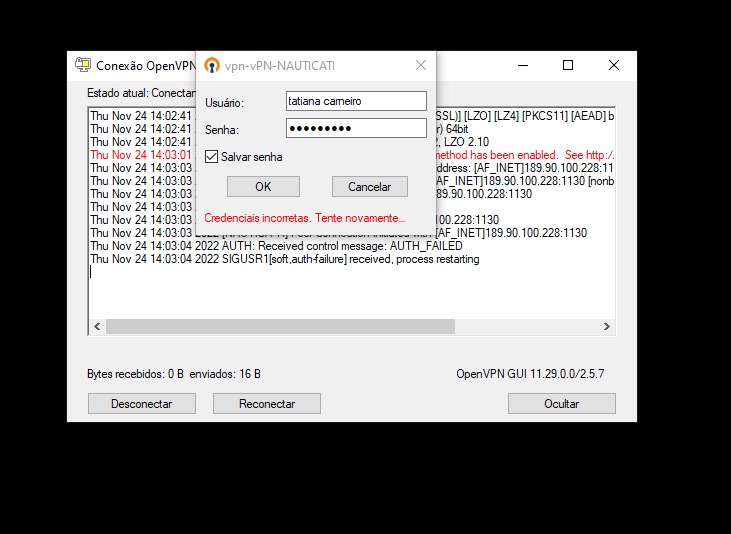 Conexão OpenVPN
vpn-vPN-NAUTICATI
Estado atual: Conectan
Usuário:
tatiana carneiro
Senha:
Salvar senha
OK
Cancelar
Credenciais incorretas. Tente novamente...
Thu Nov 24 14:02:41 SSL)] [LZO] [LZ4] [PKCS11] [AEAD] b
Thu Nov 24 14:02:41 64bit
Thu Nov 24 14:02:41 LZO 2.10
Thu Nov 24 14:03:01 method has been enabled. See http:/
Thu Nov 24 14:03:03 address: [AF_INET]189.90.100.228:11
Thu Nov 24 14:03:03 AF_INET]189.90.100.228:1130 [nonb
Thu Nov 24 14:03:03 89.90.100.228:1130
Thu Nov 24 14:03:03
Thu Nov 24 14:03:03 100.228:1130
Thu Nov 24 14:03:03 2022 Peer Connection Initiated with [AF_INET]189.90.100.228:1130
Thu Nov 24 14:03:04 2022 AUTH: Received control message: AUTH_FAILED
Thu Nov 24 14:03:04 2022 SIGUSR1[soft,auth-failure] received, process restarting
Bytes recebidos: 0 B enviados: 16 B
OpenVPN GUI 11.29.0.0/2.5.7
Desconectar
Reconectar
Ocultar